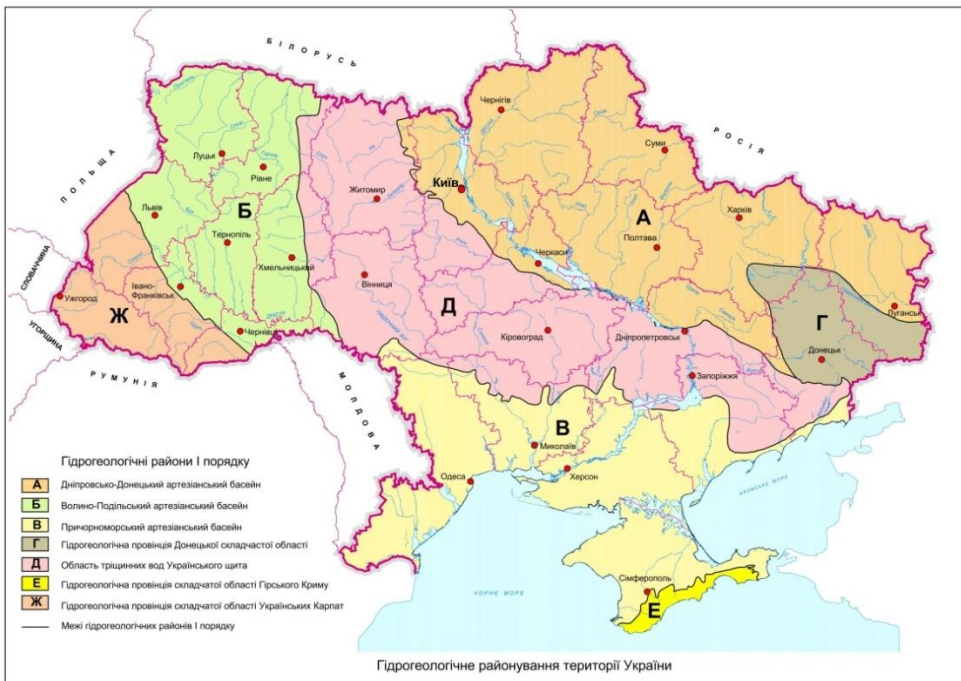 БІЛОРУСЬ
РОСІЯ
ПОЛЬЩА
СЛОВАЧЧИНА
УГОРЩИНА
РУМУНІЯ
МОЛДОВА
Чернігів
Суми
Луцьк
Рівне
Київ
Житомир
Львів
Б
А
Харків
Тернопіль
Полтава
Хмельницький
Черкаси
Вінниця
Івано-
Франківськ
Ужгород
Д
Луганськ
Ж
Г
Чернівці
Дністер
Кіровоград
Дніпропетровськ
Донецьк
Запоріжжя
В
Миколаїв
Одеса
Херсон
АЗОВСЬКЕ МОРЕ
Сімферополь
ЧОРНЕ МОРЕ
Е
Гідрогеологічні райони І порядку
А Дніпровсько-Донецький артезіанський басейн
Б Волино-Подільський артезіанський басейн
В Причорноморський артезіанський басейн
Г Гідрогеологічна провінція Донецької складчастої області
Д Область тріщинних вод Українського щита
Е Гідрогеологічна провінція складчатої області Гірського Криму
Ж Гідрогеологічна провінція складчатої області Українських Карпат
Межі гідрогеологічних районів І порядку
Гідрогеологічне районування території України